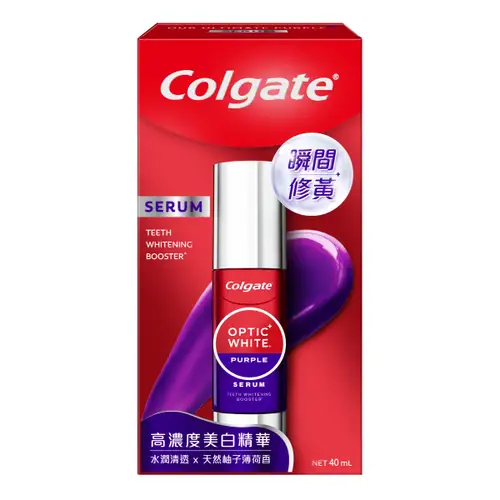 OUR ULTIMATE PURPLE
SERUM
Colgate®
瞬間
修黃
SERUM
TEETH
WHITENING
BOOSTER*
Colgate
OPTIC
WHITE™
PURPLE
SERUM
TEETH WHITENING
BOOSTER*
高濃度美白精華
水潤清透 x 天然柚子薄荷香
NET 40 mL